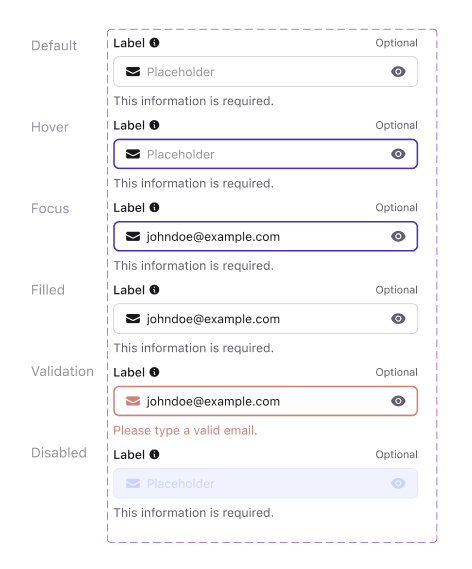 Default
Label Optional
Placeholder
This information is required.
Hover
Label Optional
Placeholder
This information is required.
Focus
Label Optional
johndoe@example.com
This information is required.
Filled
Label Optional
johndoe@example.com
This information is required.
Validation
Label Optional
johndoe@example.com
Please type a valid email.
Disabled
Label Optional
Placeholder
This information is required.